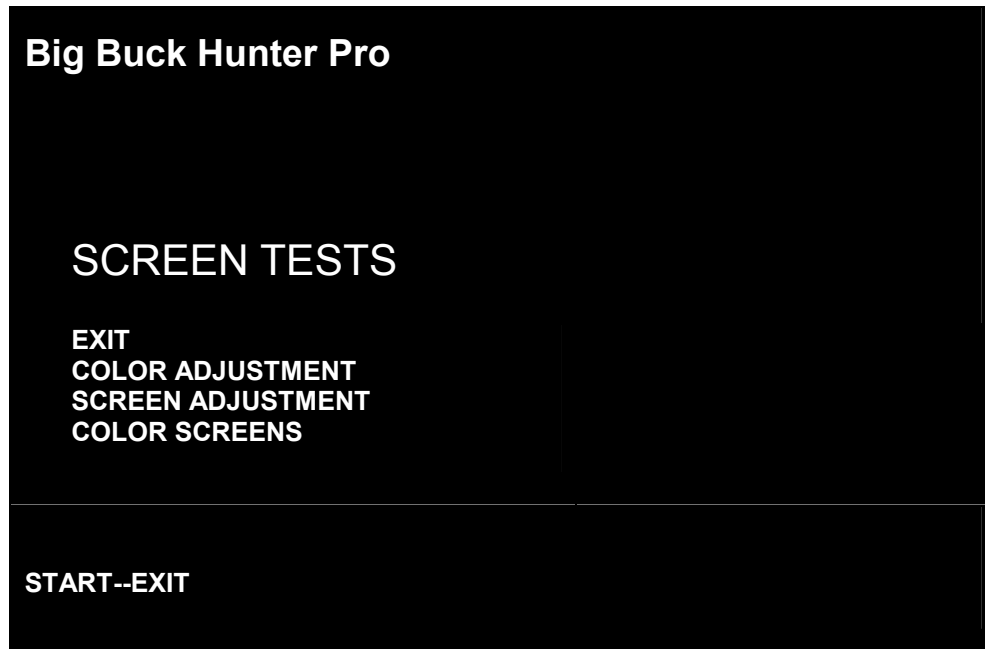 Big Buck Hunter Pro
SCREEN TESTS
EXIT
COLOR ADJUSTMENT
SCREEN ADJUSTMENT
COLOR SCREENS
START--EXIT